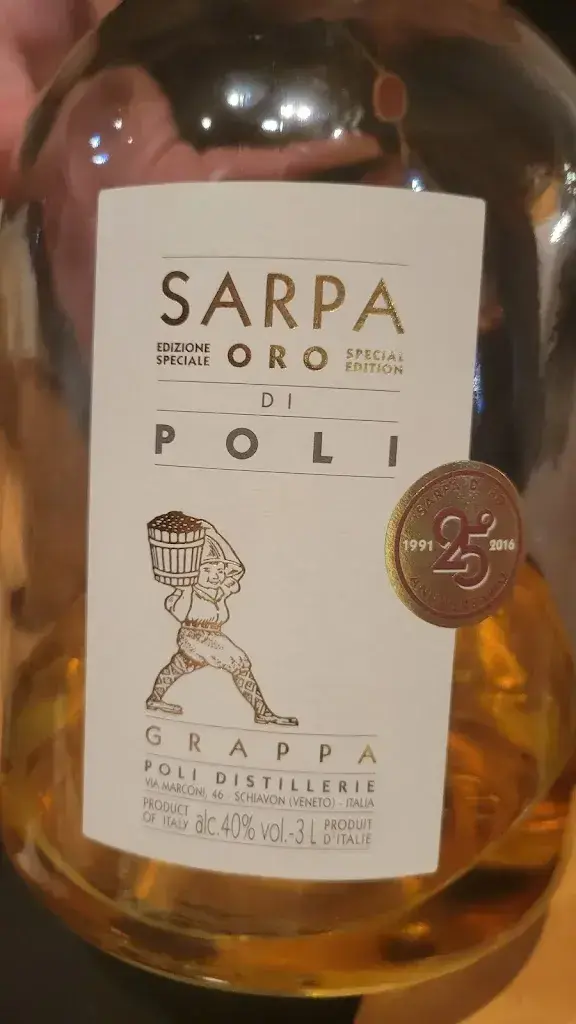 SARPA
EDIZIONE SPECIALE ORO SPECIAL EDITION
DI
POLI
1991 25° 2016
GRAPPA
POLI DISTILLERIE
VIA MARCONI, 46 - SCHIAVON (VENETO) - ITALIA
PRODUCT OF ITALY alc.40% vol.-3 L PRODUIT D'ITALIE